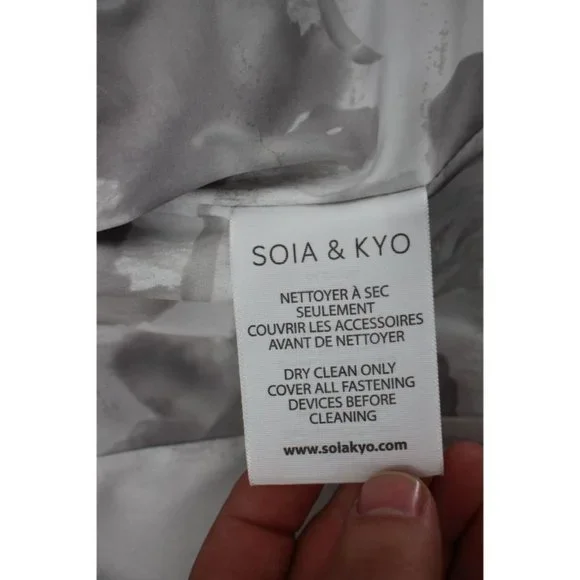 SOIA & KYO
NETTOYER À SEC
SEULEMENT
COUVRIR LES ACCESSOIRES
AVANT DE NETTOYER
DRY CLEAN ONLY
COVER ALL FASTENING
DEVICES BEFORE
CLEANING
www.soiakyo.com